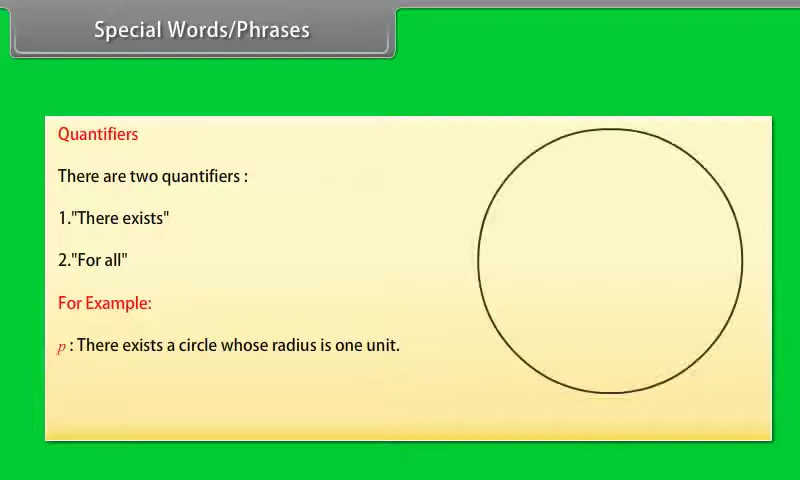 Special Words/Phrases
Quantifiers
There are two quantifiers :
1."There exists"
2."For all"
For Example:
p : There exists a circle whose radius is one unit.